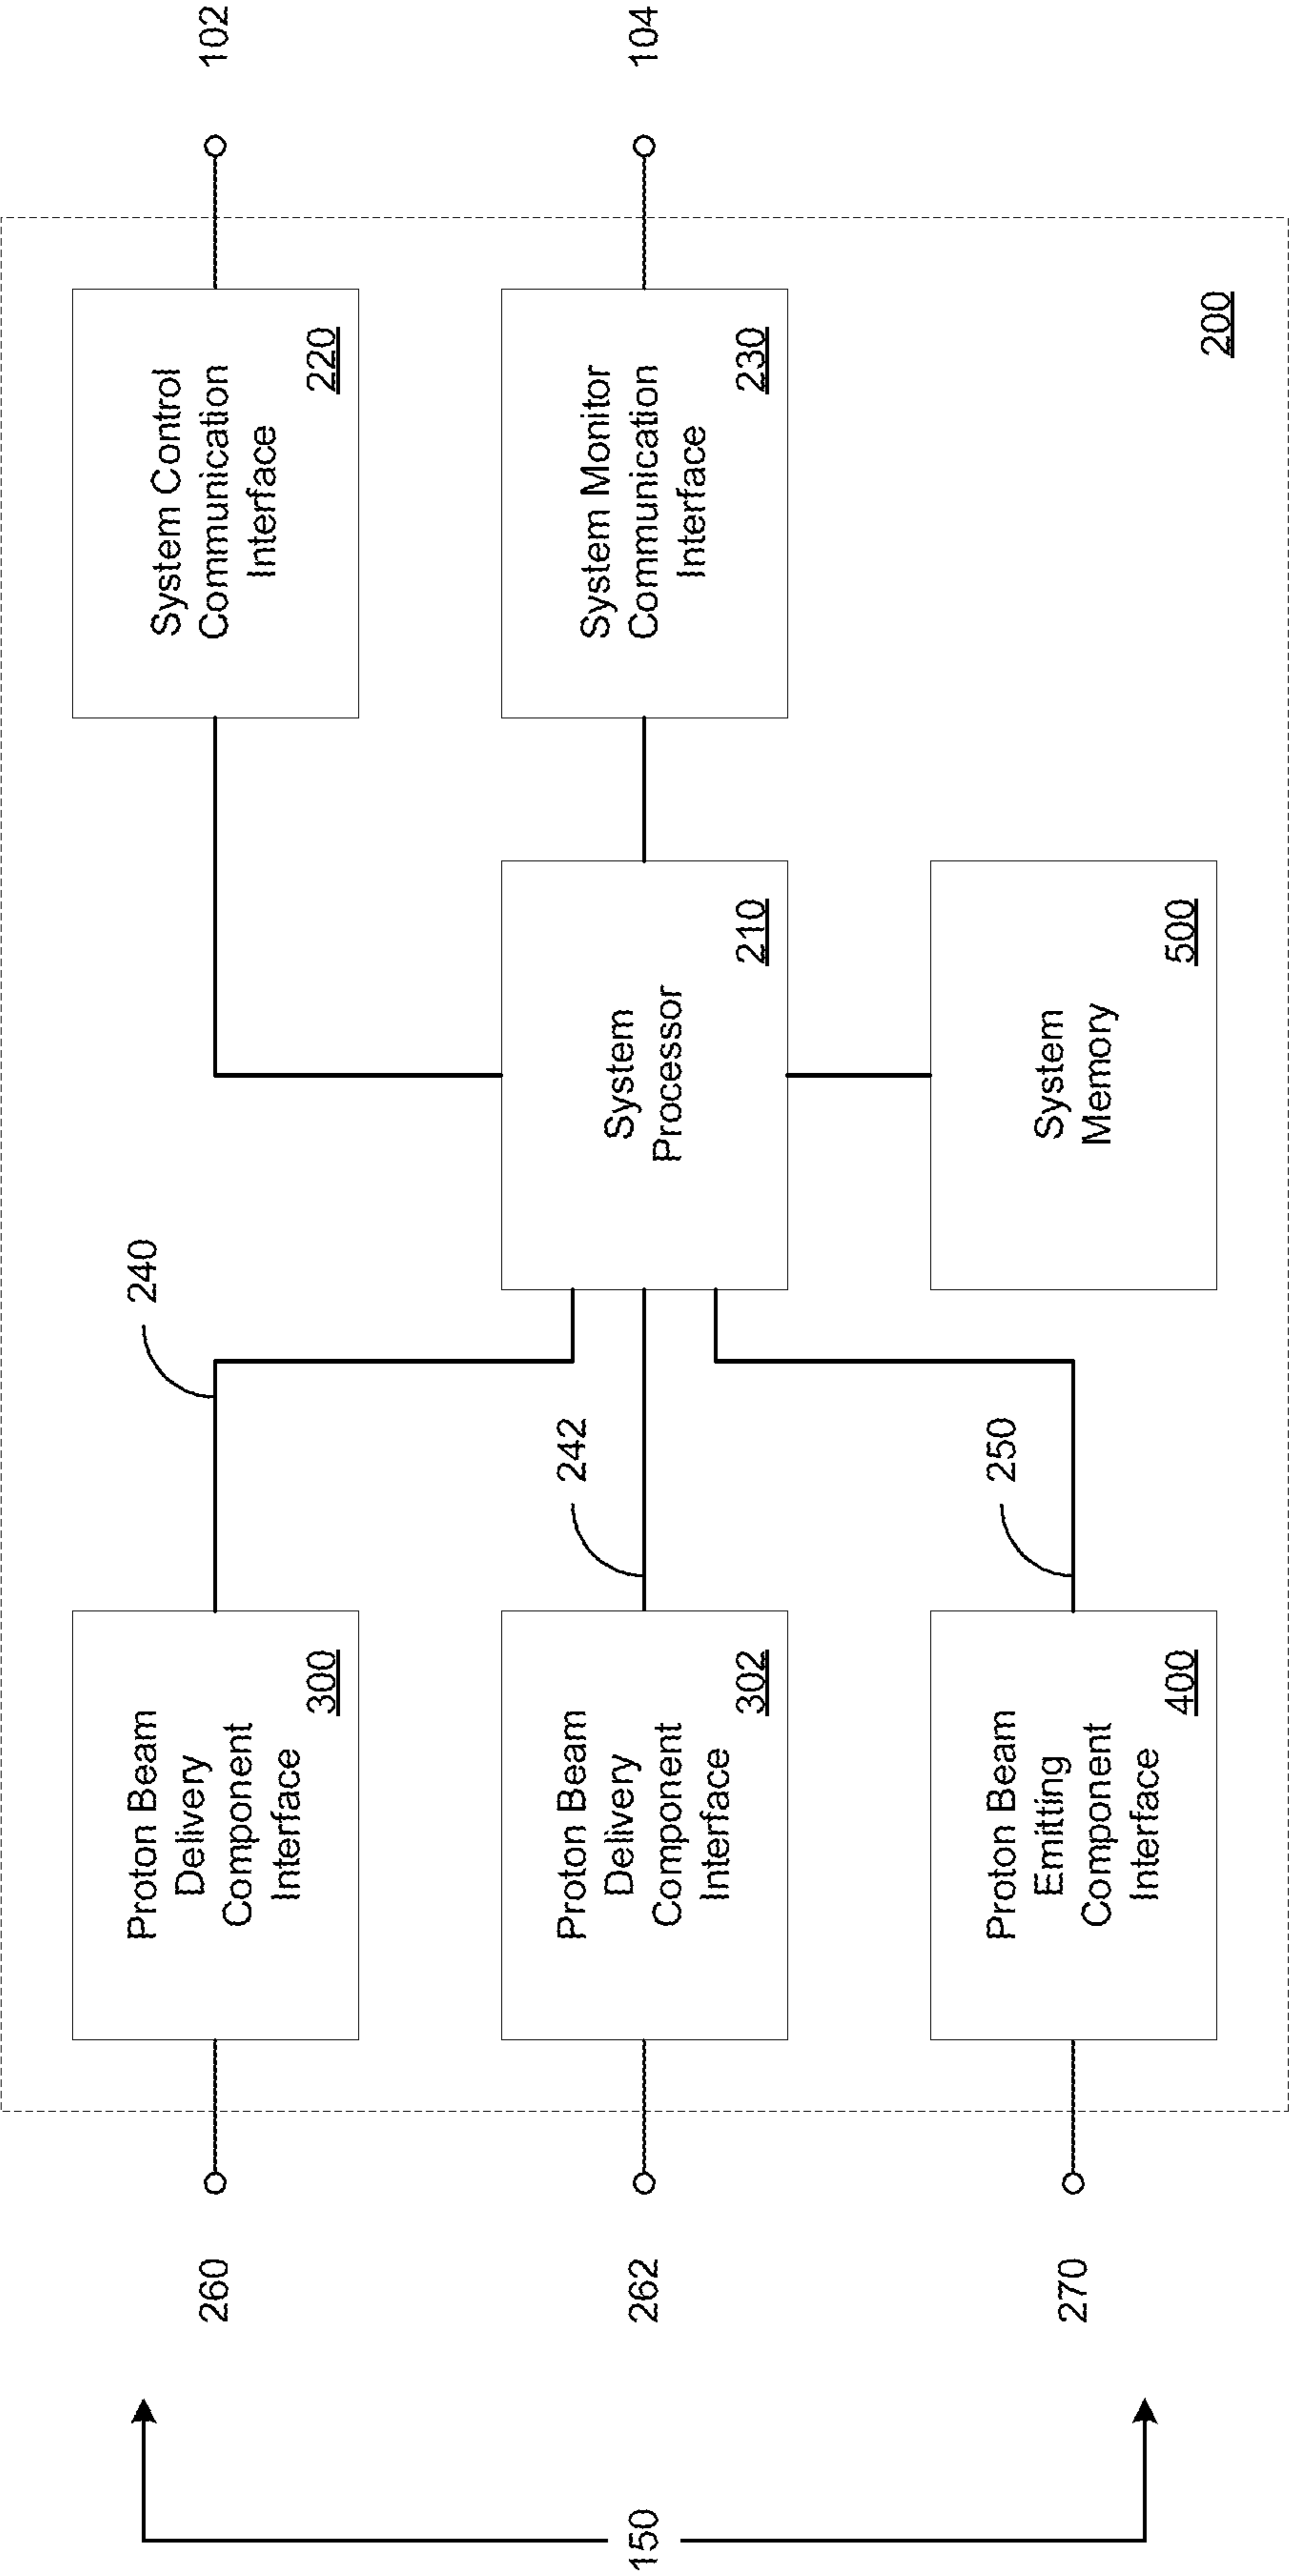 150
260
262
270
Proton Beam
Delivery
Component
Interface
300
240
System Control
Communication
Interface
220
102
Proton Beam
Delivery
Component
Interface
302
242
System
Processor
210
System Monitor
Communication
Interface
230
104
Proton Beam
Emitting
Component
Interface
400
250
System
Memory
500
200